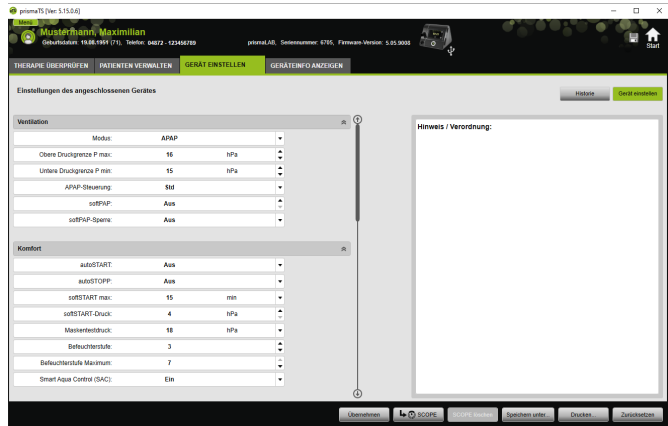 prismaTS [Ver: 5.15.0.6]
Menü
Mustermann, Maximilian
Geburtsdatum: 19.08.1951 (71), Telefon: 04872 - 123456789
prismaLAB, Seriennummer: 6705, Firmware-Version: 5.05.9008
Start
THERAPIE ÜBERPRÜFEN PATIENTEN VERWALTEN GERÄT EINSTELLEN GERÄTEINFO ANZEIGEN
Einstellungen des angeschlossenen Gerätes
Historie Gerät einstellen
Ventilation
Modus: APAP
Obere Druckgrenze P max: 16 hPa
Untere Druckgrenze P min: 15 hPa
APAP-Steuerung: Std
softPAP: Aus
softPAP-Sperre: Aus
Komfort
autoSTART: Aus
autoSTOPP: Aus
softSTART max: 15 min
softSTART-Druck: 4 hPa
Maskentestdruck: 18 hPa
Befeuchterstufe: 3
Befeuchterstufe Maximum: 7
Smart Aqua Control (SAC): Ein
Hinweis / Verordnung:
Übernehmen SCOPE SCOPE Speichern unter... Drucken... Zurücksetzen